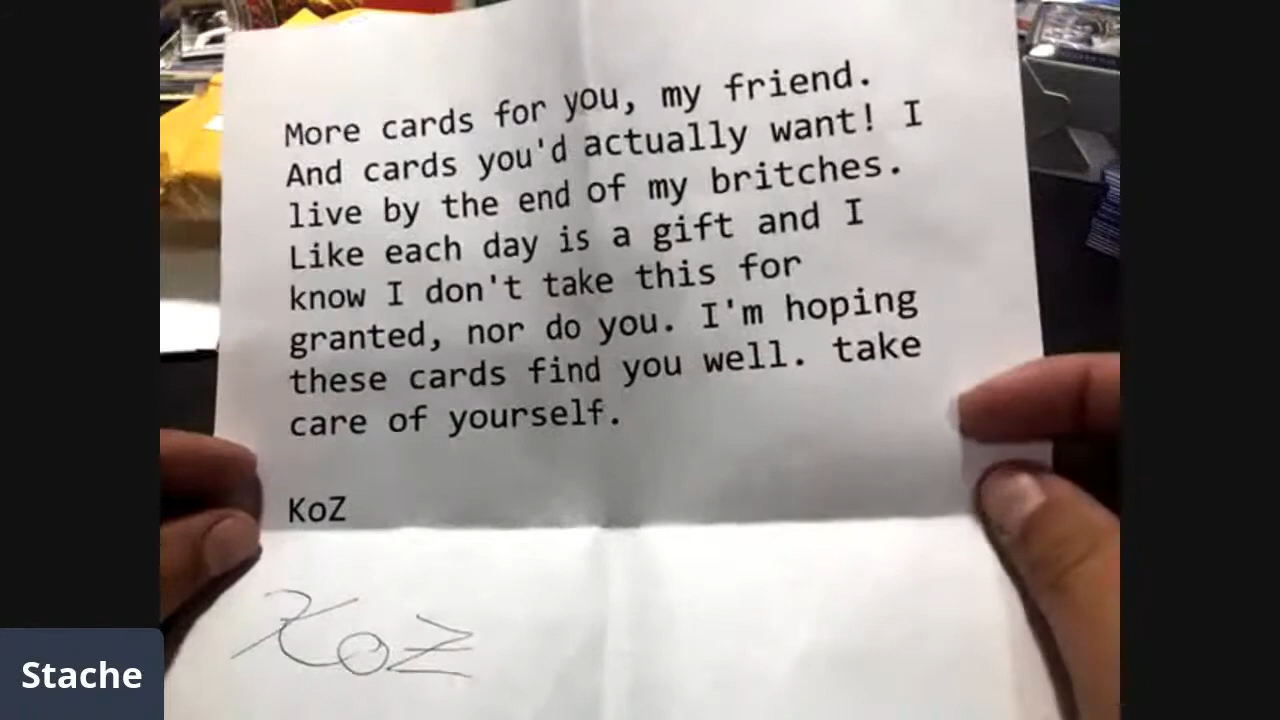 More cards for you, my friend.
And cards you'd actually want! I
live by the end of my britches.
Like each day is a gift and I
know I don't take this for
granted, nor do you. I'm hoping
these cards find you well. take
care of yourself.
KoZ
KoZ
Stache